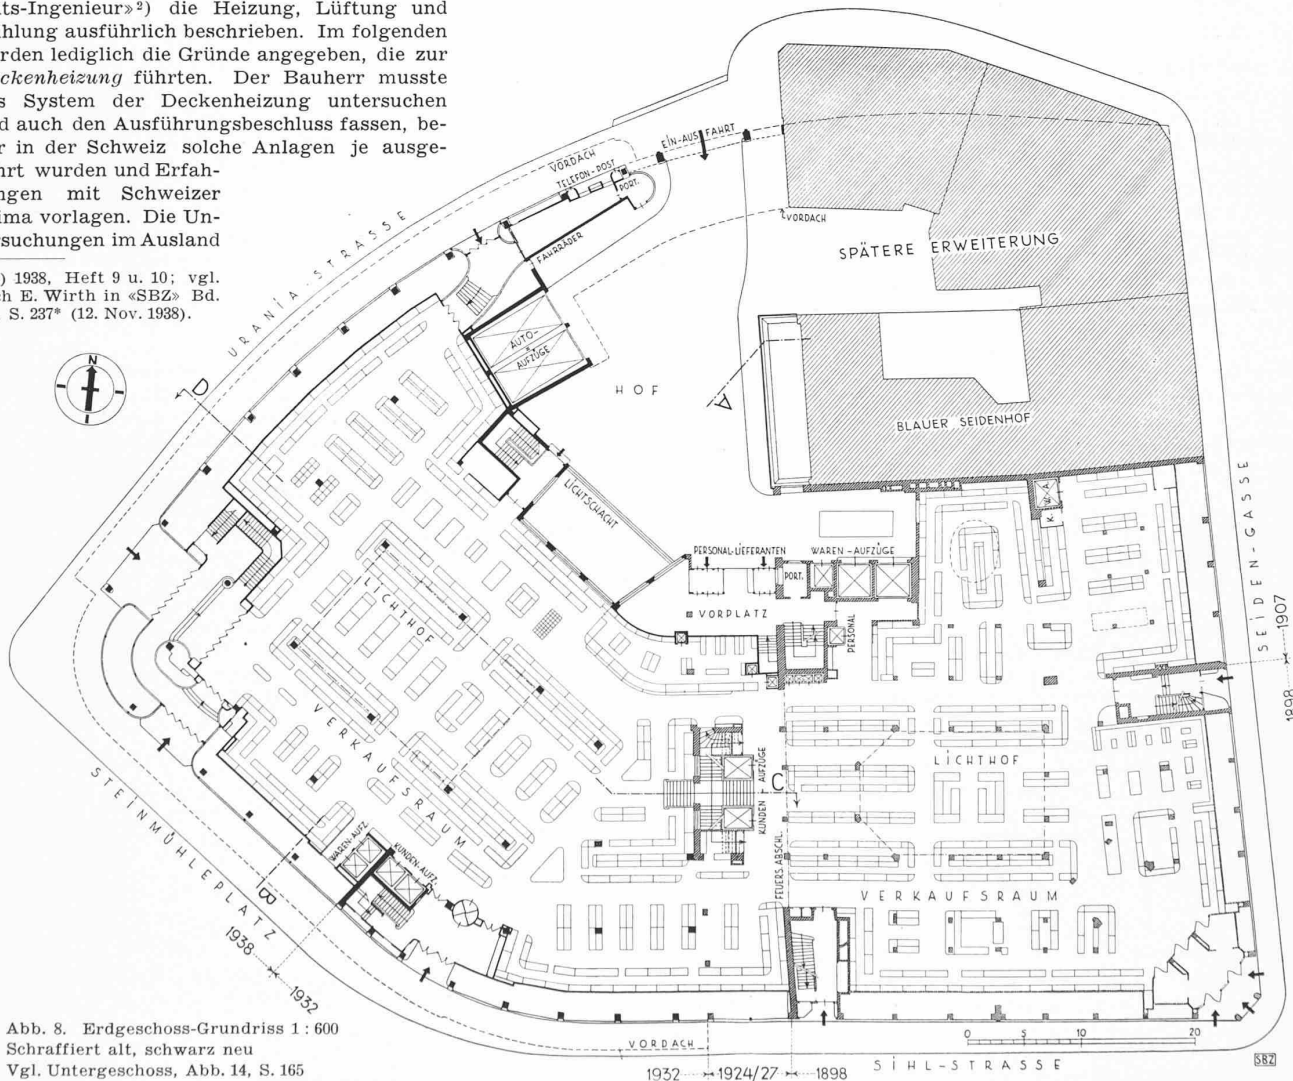 ts-Ingenieur»²) die Heizung, Lüftung und
hlung ausführlich beschrieben. Im folgenden
rden lediglich die Gründe angegeben, die zur
ckenheizung führten. Der Bauherr musste
s System der Deckenheizung untersuchen
d auch den Ausführungsbeschluss fassen, be-
r in der Schweiz solche Anlagen je ausge-
hrt wurden und Erfah-
ngen mit Schweizer
ima vorlagen. Die Un-
rsuchungen im Ausland
) 1938, Heft 9 u. 10; vgl.
ch E. Wirth in «SBZ» Bd.
, S. 237* (12. Nov. 1938).
N
URANIA-STRASSE
VORDACH
TELEFON-POST
PORT.
EIN-AUSFAHRT
FAHRRÄDER
VORDACH
SPÄTERE ERWEITERUNG
AUTO-
AUFZÜGE
HOF
A
BLAUER SEIDENHOF
D
LICHTSCHACHT
PERSONAL-LIEFERANTEN
WAREN-AUFZÜGE
PORT.
K.W.A.
VORPLATZ
PERSONAL
SEIDEN-GASSE
1907
1898
LICHTHOF
VERKAUFSRAUM
KUNDEN AUFZÜGE
C
LICHTHOF
FEUERS.ABSCHL.
VERKAUFSRAUM
WAREN-AUFZ.
KUNDEN-AUFZ.
B
STEINMÜHLEPLATZ
1938
1932
Abb. 8. Erdgeschoss-Grundriss 1 : 600
Schraffiert alt, schwarz neu
Vgl. Untergeschoss, Abb. 14, S. 165
VORDACH
1932
1924/27
1898
SIHL-STRASSE
0 5 10 20
SBZ